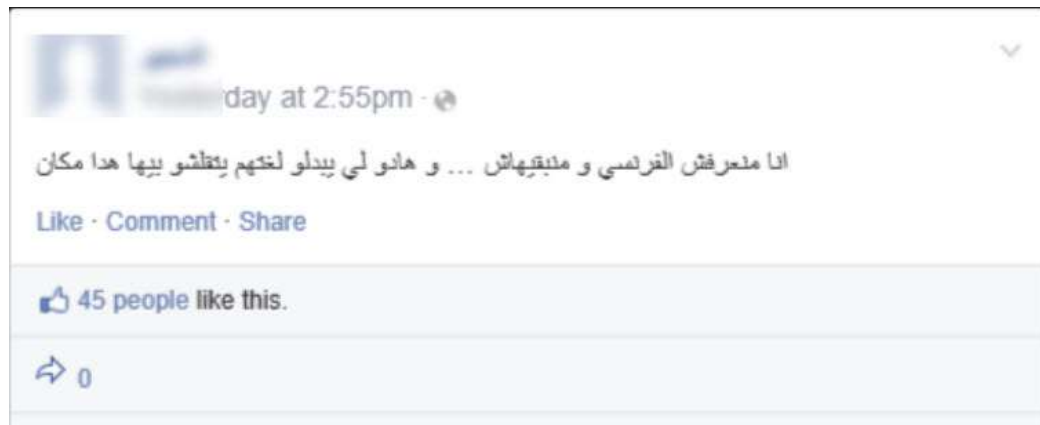 day at 2:55pm
انا منعرفش الفرنسي و منبقيهاش ... و هادو لي يبدلو لغتهم يتقلشو بيها هدا مكان
Like · Comment · Share
45 people like this.
0